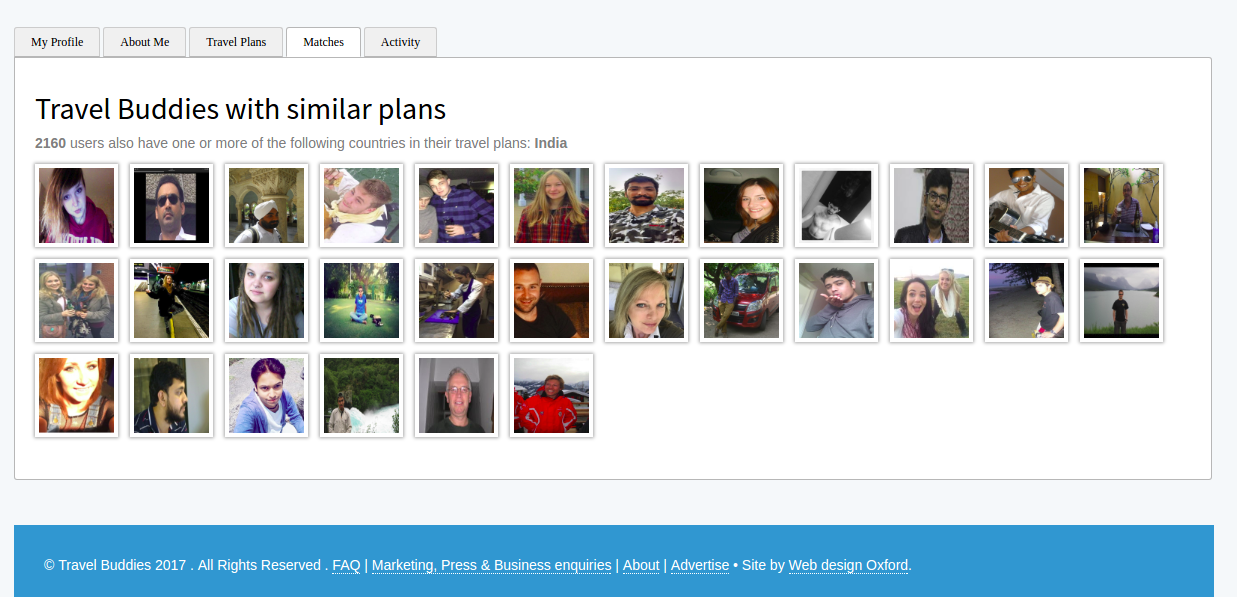 My Profile
About Me
Travel Plans
Matches
Activity
Travel Buddies with similar plans
2160 users also have one or more of the following countries in their travel plans: India
© Travel Buddies 2017 . All Rights Reserved . FAQ | Marketing, Press & Business enquiries | About | Advertise • Site by Web design Oxford.